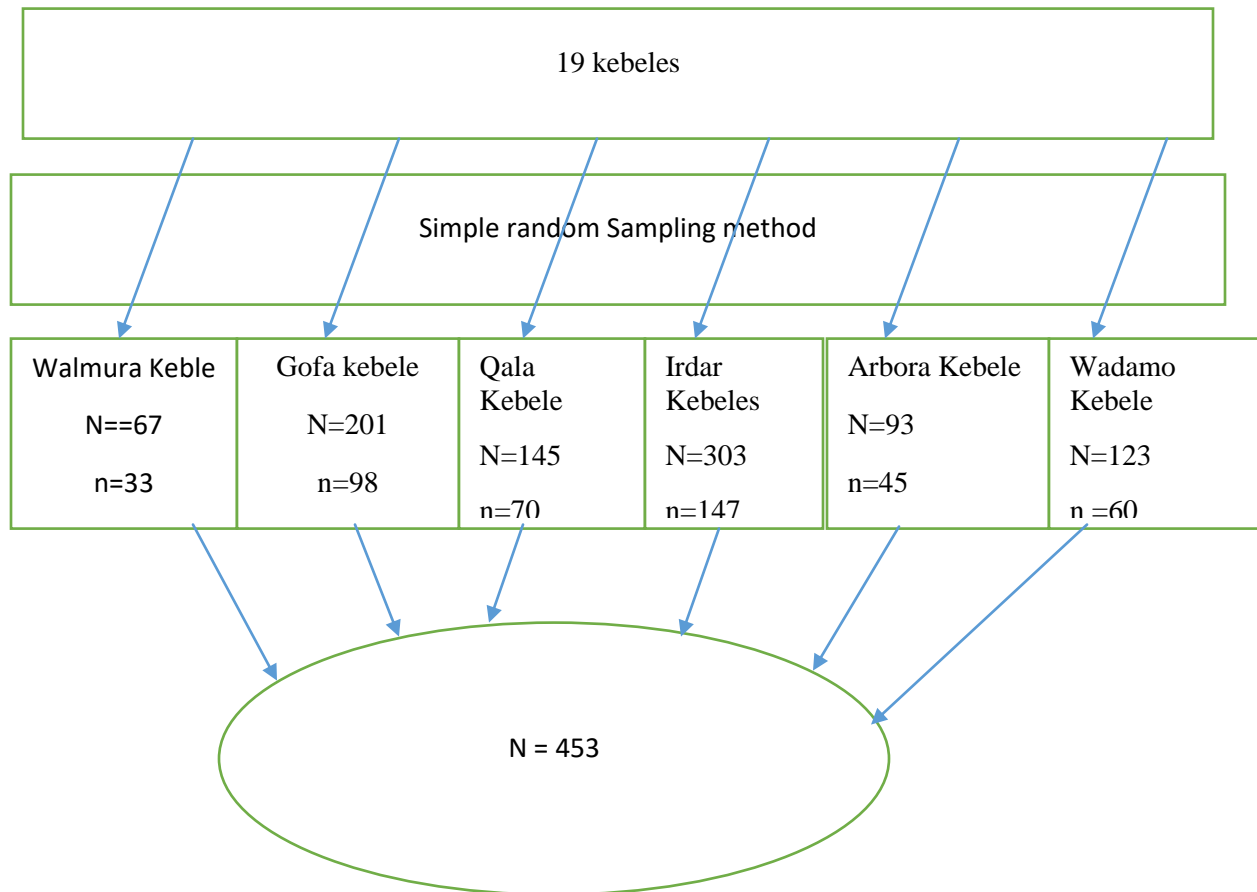 19 kebeles
Simple random Sampling method
Walmura Keble
N==67
n=33
Gofa kebele
N=201
n=98
Qala
Kebele
N=145
n=70
Irdar
Kebeles
N=303
n=147
Arbora Kebele
N=93
n=45
Wadamo
Kebele
N=123
n =60
N = 453